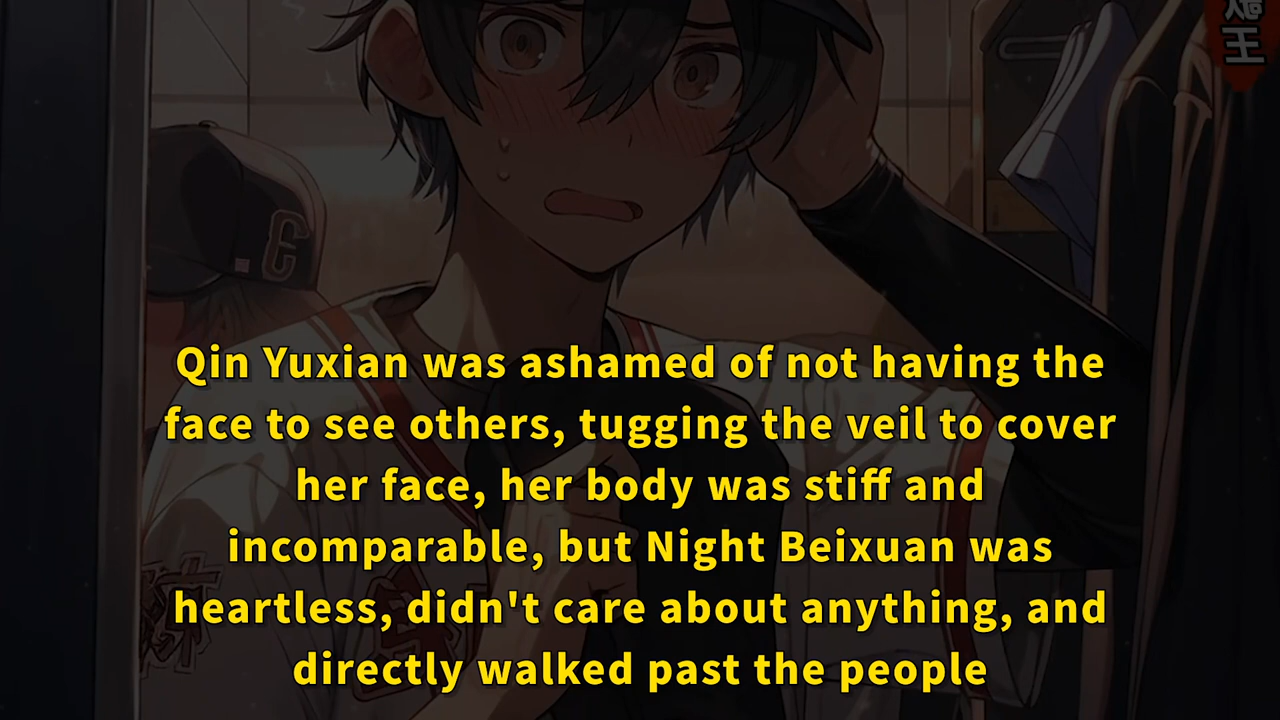 王
C
Qin Yuxian was ashamed of not having the
face to see others, tugging the veil to cover
her face, her body was stiff and
incomparable, but Night Beixuan was
heartless, didn't care about anything, and
directly walked past the people